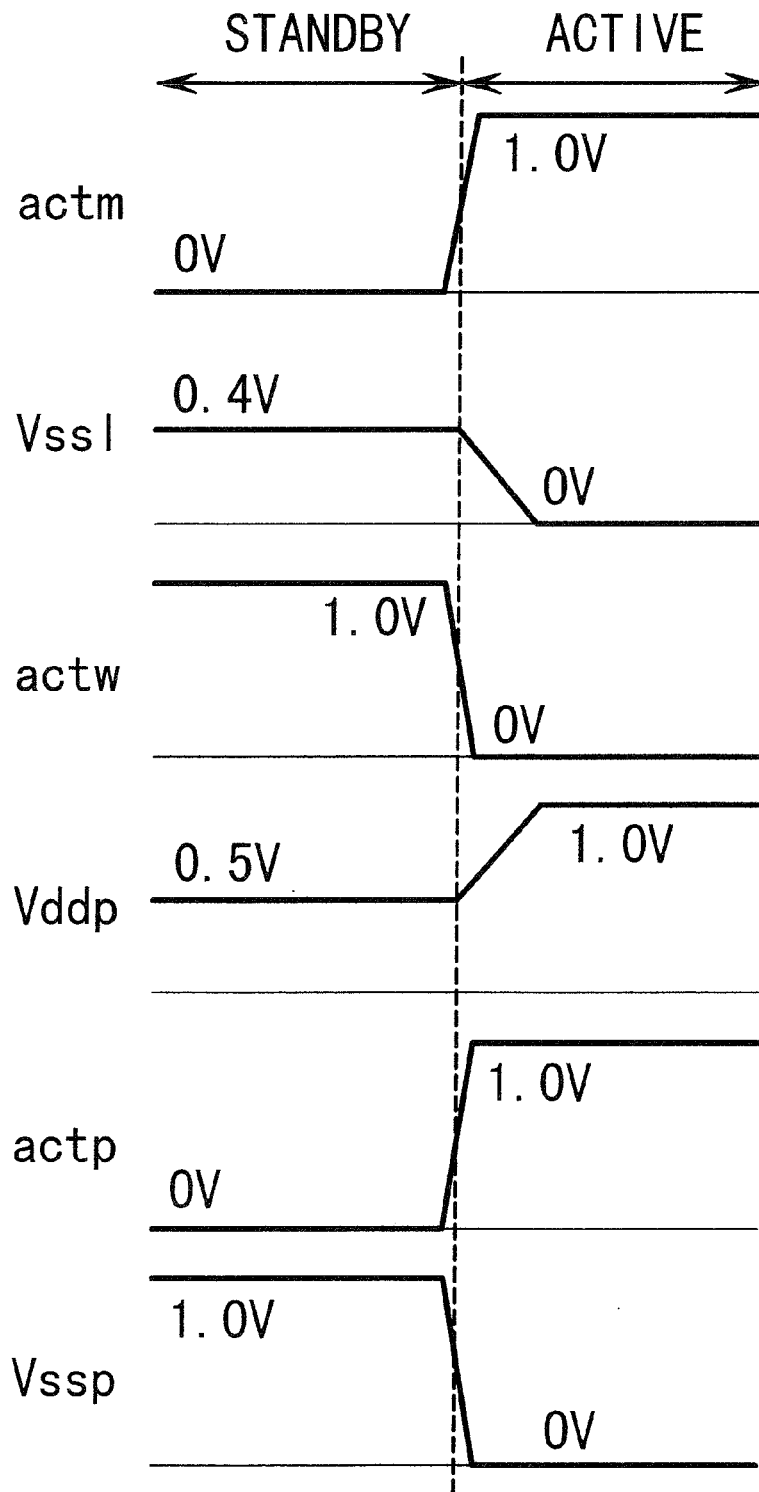 STANDBY ACTIVE
1.0V
actm
0V
0.4V
Vssl
0V
1.0V
actw
0V
1.0V
0.5V
Vddp
1.0V
actp
0V
1.0V
Vssp
0V